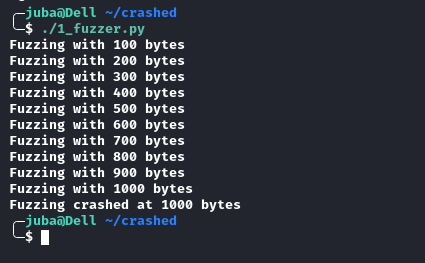 juba@Dell ~/crashed
$ ./1_fuzzer.py
Fuzzing with 100 bytes
Fuzzing with 200 bytes
Fuzzing with 300 bytes
Fuzzing with 400 bytes
Fuzzing with 500 bytes
Fuzzing with 600 bytes
Fuzzing with 700 bytes
Fuzzing with 800 bytes
Fuzzing with 900 bytes
Fuzzing with 1000 bytes
Fuzzing crashed at 1000 bytes
juba@Dell ~/crashed
$